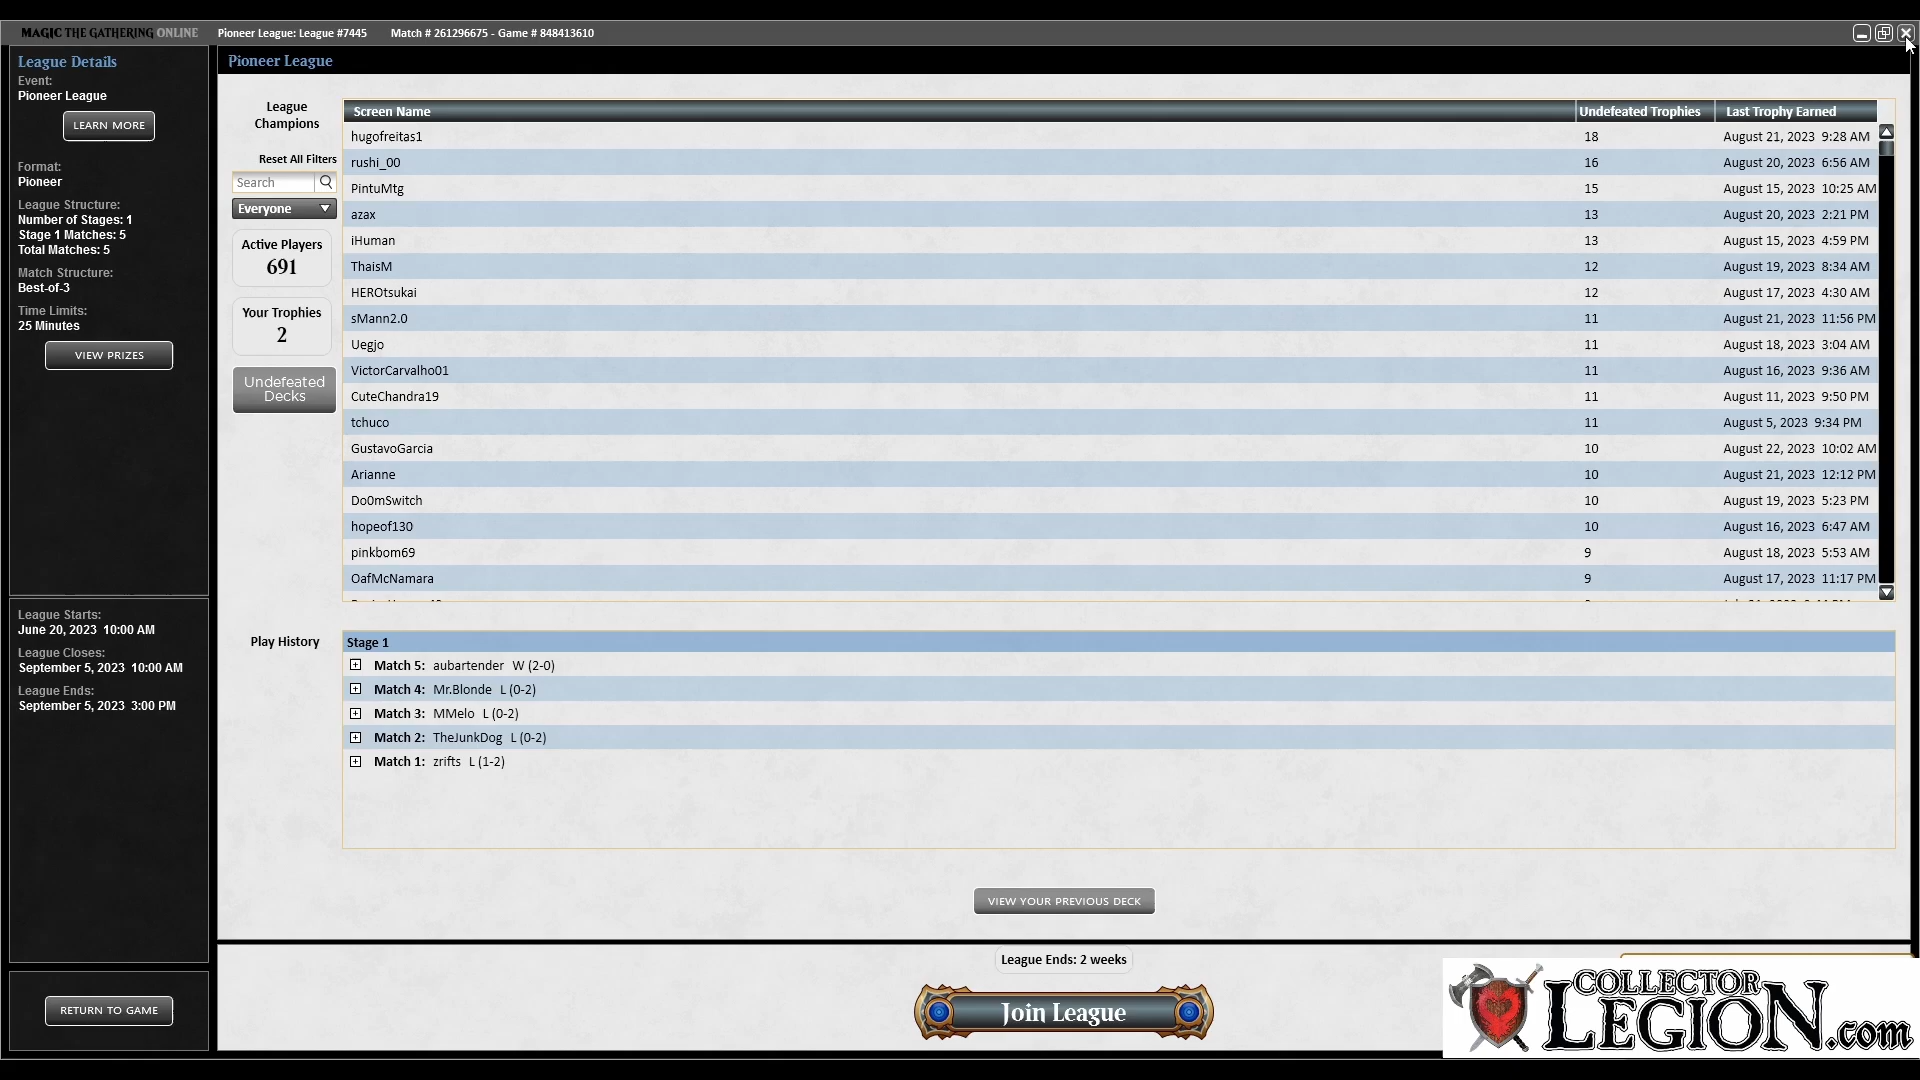 MAGIC THE GATHERING ONLINE
Pioneer League: League #7445
Match # 261296675 - Game # 848413610
League Details
Event:
Pioneer League
LEARN MORE
Format:
Pioneer
League Structure:
Number of Stages: 1
Stage 1 Matches: 5
Total Matches: 5
Match Structure:
Best-of-3
Time Limits:
25 Minutes
VIEW PRIZES
League Starts:
June 20, 2023 10:00 AM
League Closes:
September 5, 2023 10:00 AM
League Ends:
September 5, 2023 3:00 PM
RETURN TO GAME
Pioneer League
League
Champions
Reset All Filters
Search
Everyone
Active Players
691
Your Trophies
2
Undefeated
Decks
Screen Name Undefeated Trophies Last Trophy Earned
hugofreitas1 18 August 21, 2023 9:28 AM
rushi_00 16 August 20, 2023 6:56 AM
PintuMtg 15 August 15, 2023 10:25 AM
azax 13 August 20, 2023 2:21 PM
iHuman 13 August 15, 2023 4:59 PM
ThaisM 12 August 19, 2023 8:34 AM
HEROtsukai 12 August 17, 2023 4:30 AM
sMann2.0 11 August 21, 2023 11:56 PM
Uegjo 11 August 18, 2023 3:04 AM
VictorCarvalho01 11 August 16, 2023 9:36 AM
CuteChandra19 11 August 11, 2023 9:50 PM
tchuco 11 August 5, 2023 9:34 PM
GustavoGarcia 10 August 22, 2023 10:02 AM
Arianne 10 August 21, 2023 12:12 PM
Do0mSwitch 10 August 19, 2023 5:23 PM
hopeof130 10 August 16, 2023 6:47 AM
pinkbom69 9 August 18, 2023 5:53 AM
OafMcNamara 9 August 17, 2023 11:17 PM
Play History
Stage 1
Match 5: aubartender W (2-0)
Match 4: Mr.Blonde L (0-2)
Match 3: MMelo L (0-2)
Match 2: TheJunkDog L (0-2)
Match 1: zrifts L (1-2)
VIEW YOUR PREVIOUS DECK
League Ends: 2 weeks
Join League
COLLECTOR
LEGION.com